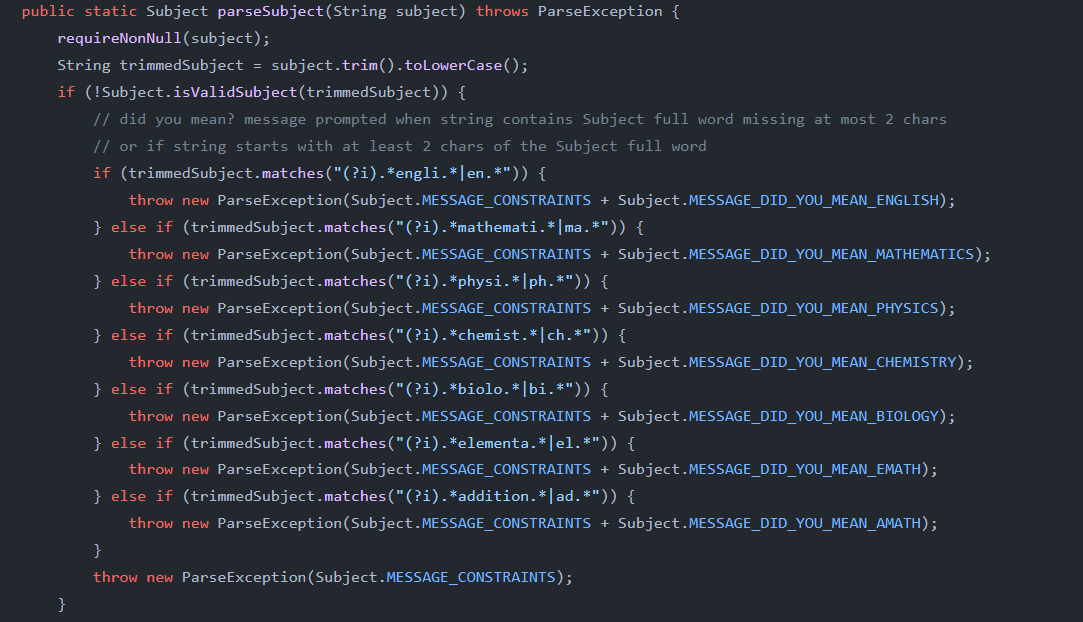 public static Subject parseSubject(String subject) throws ParseException {
    requireNonNull(subject);
    String trimmedSubject = subject.trim().toLowerCase();
    if (!Subject.isValidSubject(trimmedSubject)) {
        // did you mean? message prompted when string contains Subject full word missing at most 2 chars
        // or if string starts with at least 2 chars of the Subject full word
        if (trimmedSubject.matches("(?i).*engli.*|en.*")) {
            throw new ParseException(Subject.MESSAGE_CONSTRAINTS + Subject.MESSAGE_DID_YOU_MEAN_ENGLISH);
        } else if (trimmedSubject.matches("(?i).*mathemati.*|ma.*")) {
            throw new ParseException(Subject.MESSAGE_CONSTRAINTS + Subject.MESSAGE_DID_YOU_MEAN_MATHEMATICS);
        } else if (trimmedSubject.matches("(?i).*physi.*|ph.*")) {
            throw new ParseException(Subject.MESSAGE_CONSTRAINTS + Subject.MESSAGE_DID_YOU_MEAN_PHYSICS);
        } else if (trimmedSubject.matches("(?i).*chemist.*|ch.*")) {
            throw new ParseException(Subject.MESSAGE_CONSTRAINTS + Subject.MESSAGE_DID_YOU_MEAN_CHEMISTRY);
        } else if (trimmedSubject.matches("(?i).*biolo.*|bi.*")) {
            throw new ParseException(Subject.MESSAGE_CONSTRAINTS + Subject.MESSAGE_DID_YOU_MEAN_BIOLOGY);
        } else if (trimmedSubject.matches("(?i).*elementa.*|el.*")) {
            throw new ParseException(Subject.MESSAGE_CONSTRAINTS + Subject.MESSAGE_DID_YOU_MEAN_EMATH);
        } else if (trimmedSubject.matches("(?i).*addition.*|ad.*")) {
            throw new ParseException(Subject.MESSAGE_CONSTRAINTS + Subject.MESSAGE_DID_YOU_MEAN_AMATH);
        }
        throw new ParseException(Subject.MESSAGE_CONSTRAINTS);
    }